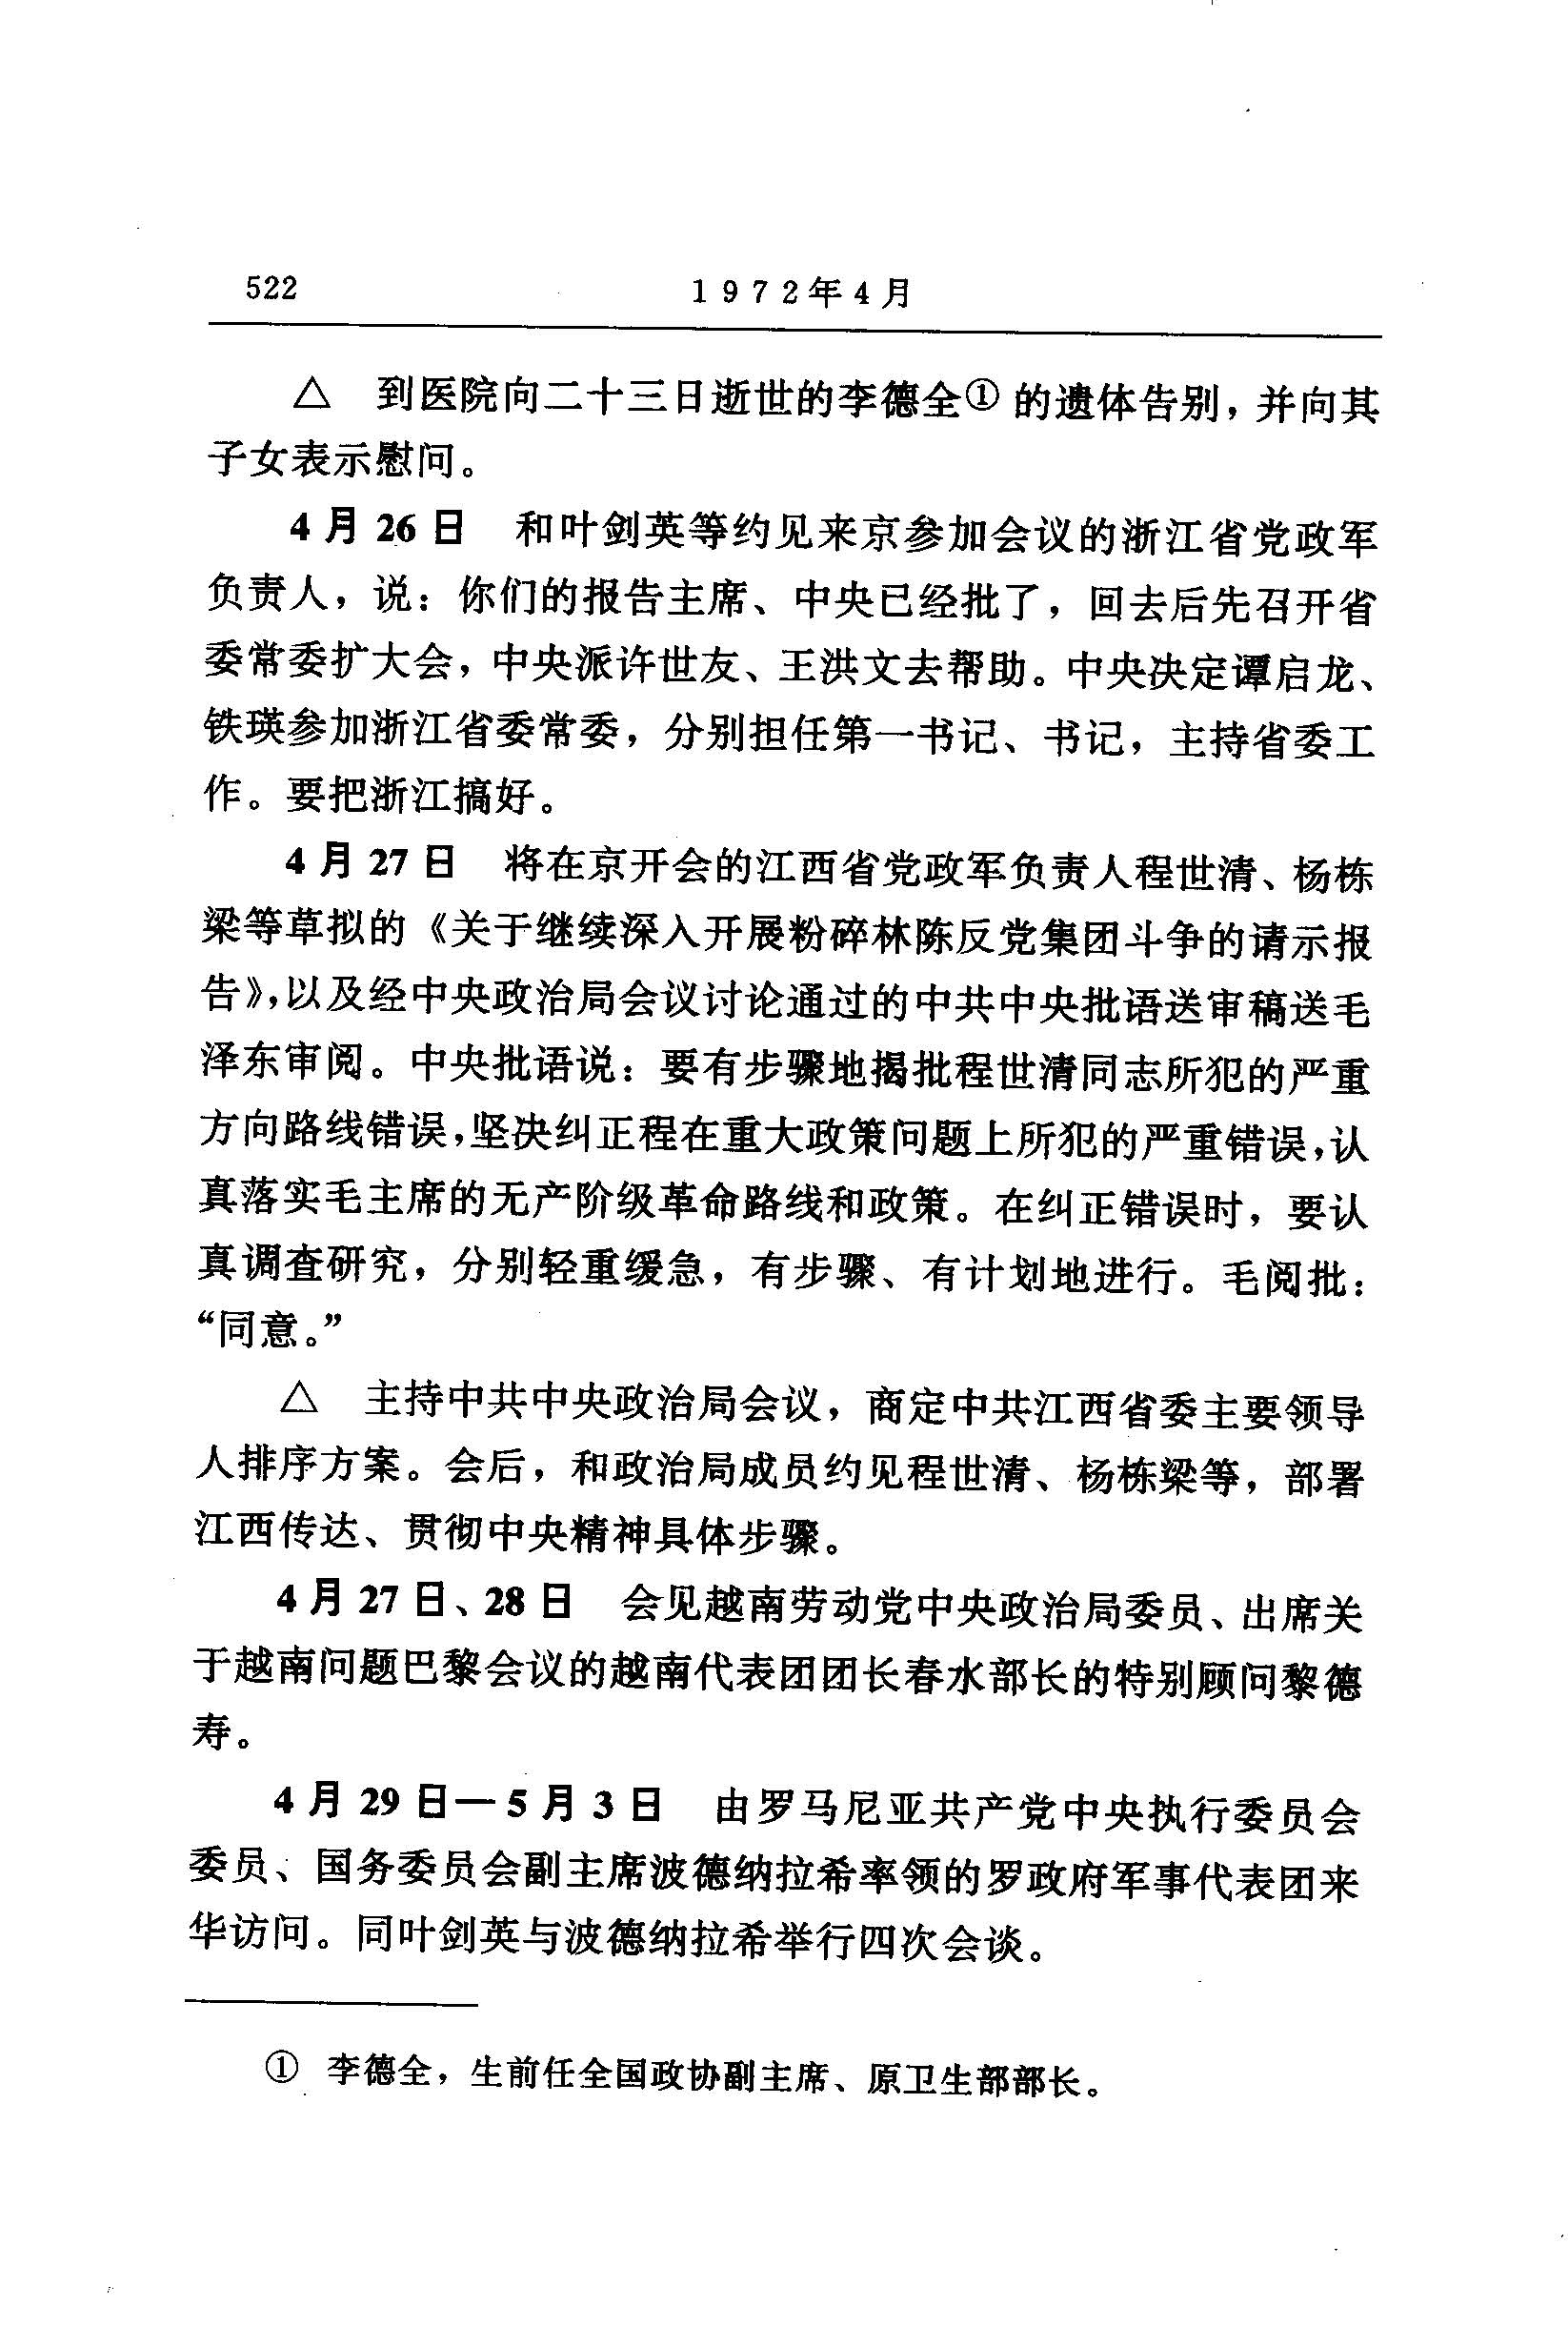 522
1972年4月
△ 到医院向二十三日逝世的李德全①的遗体告别，并向其
子女表示慰问。
4月26日 和叶剑英等约见来京参加会议的浙江省党政军
负责人，说：你们的报告主席、中央已经批了，回去后先召开省
委常委扩大会，中央派许世友、王洪文去帮助。中央决定谭启龙、
铁瑛参加浙江省委常委，分别担任第一书记、书记，主持省委工
作。要把浙江搞好。
4月27日 将在京开会的江西省党政军负责人程世清、杨栋
梁等草拟的《关于继续深入开展粉碎林陈反党集团斗争的请示报
告》，以及经中央政治局会议讨论通过的中共中央批语送审稿送毛
泽东审阅。中央批语说：要有步骤地揭批程世清同志所犯的严重
方向路线错误，坚决纠正程在重大政策问题上所犯的严重错误，认
真落实毛主席的无产阶级革命路线和政策。在纠正错误时，要认
真调查研究，分别轻重缓急，有步骤、有计划地进行。毛阅批：
“同意。”
△ 主持中共中央政治局会议，商定中共江西省委主要领导
人排序方案。会后，和政治局成员约见程世清、杨栋梁等，部署
江西传达、贯彻中央精神具体步骤。
4月27日、28日 会见越南劳动党中央政治局委员、出席关
于越南问题巴黎会议的越南代表团团长春水部长的特别顾问黎德
寿。
4月29日—5月3日 由罗马尼亚共产党中央执行委员会
委员、国务委员会副主席波德纳拉希率领的罗政府军事代表团来
华访问。同叶剑英与波德纳拉希举行四次会谈。
① 李德全，生前任全国政协副主席、原卫生部部长。